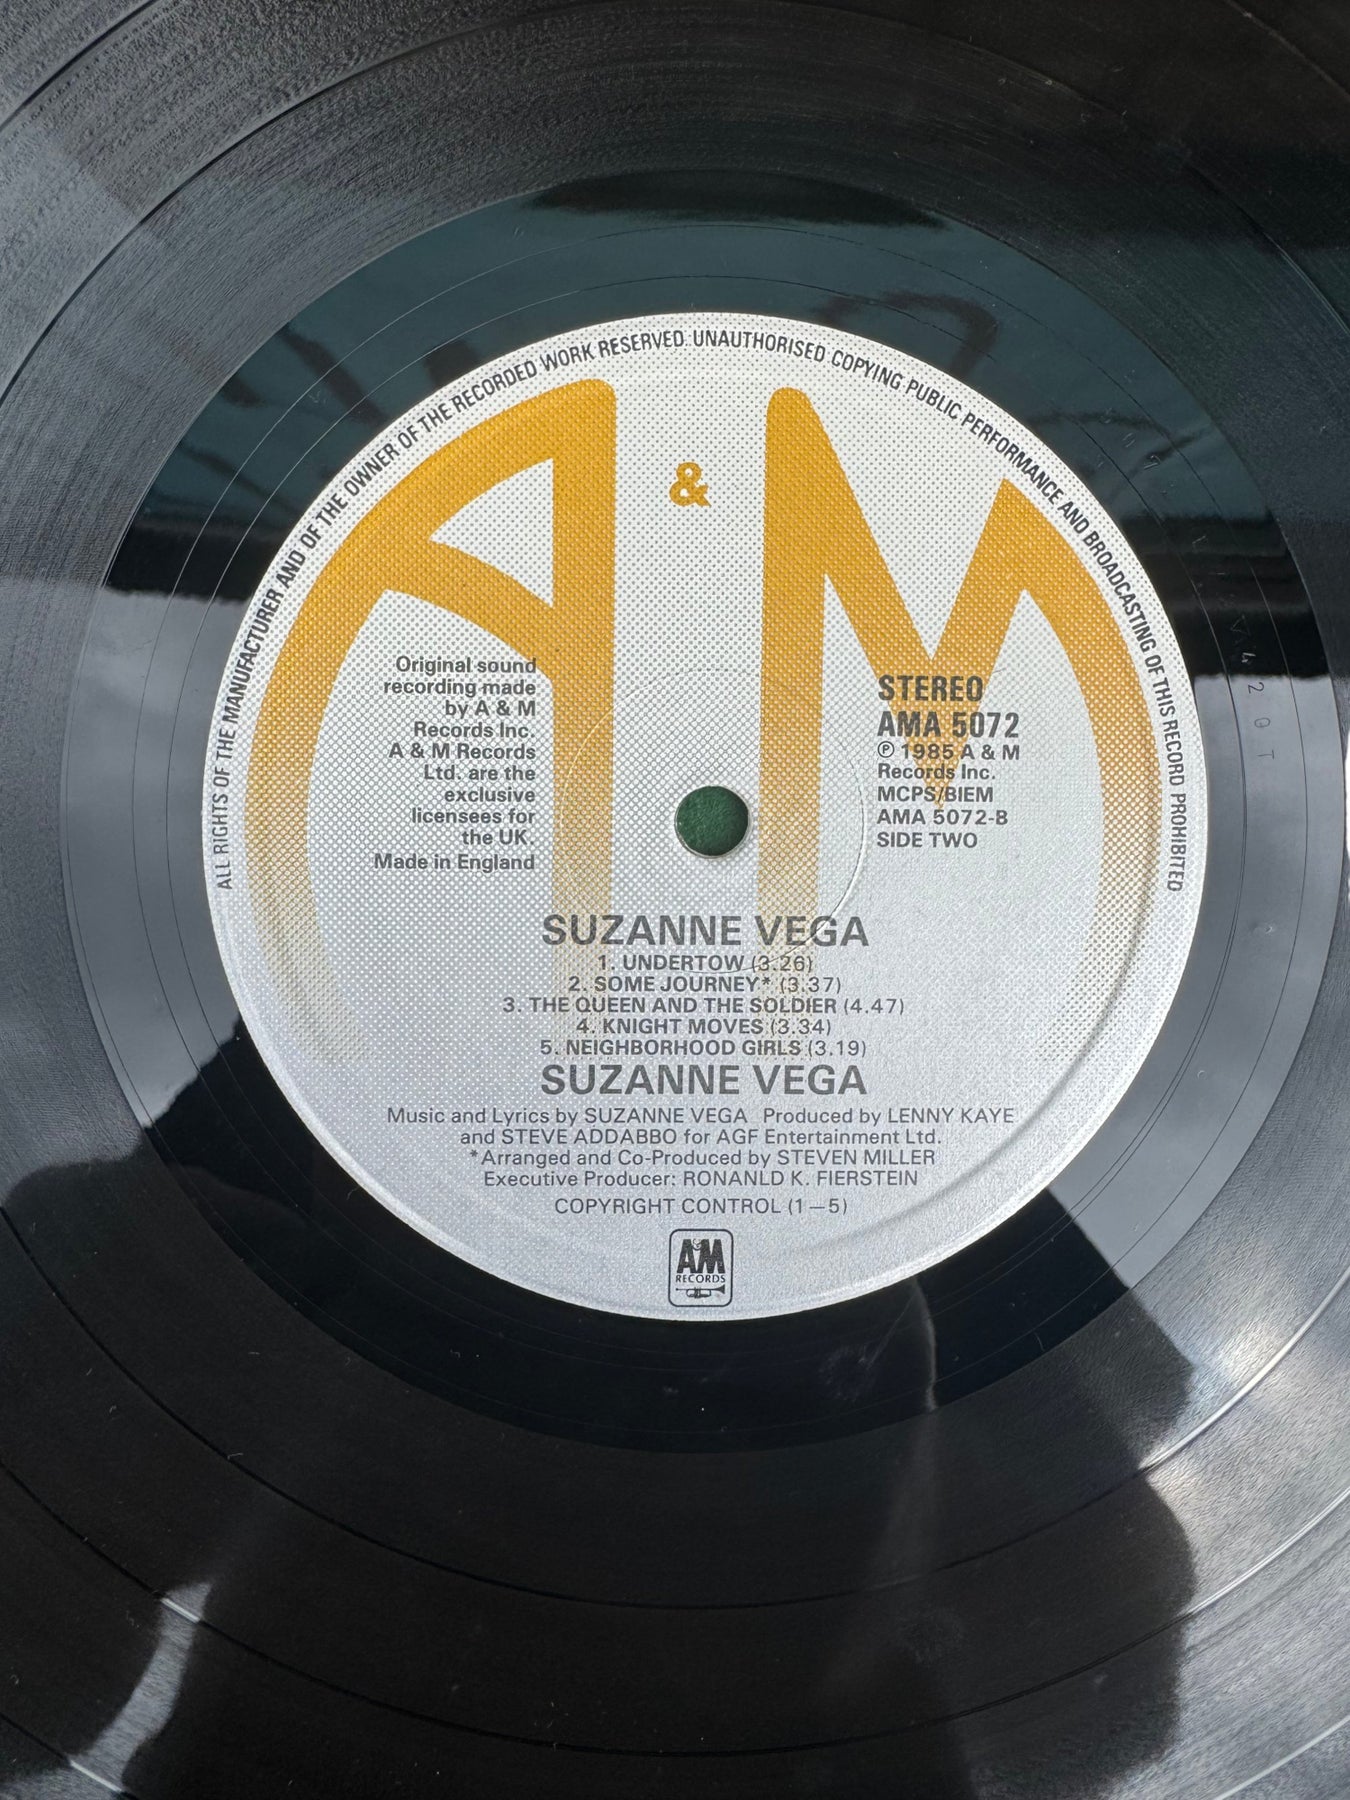 ALL RIGHTS OF THE MANUFACTURER AND OF THE OWNER OF THE RECORDED WORK RESERVED UNAUTHORISED COPYING PUBLIC PERFORMANCE AND BROADCASTING OF THIS RECORD PROHIBITED
A & M
Original sound
recording made
by A & M
Records Inc.
A & M Records
Ltd. are the
exclusive
licensees for
the UK.
Made in England
STEREO
AMA 5072
℗ 1985 A & M
Records Inc.
MCPS/BIEM
AMA 5072-B
SIDE TWO
SUZANNE VEGA
1. UNDERTOW (3.26)
2. SOME JOURNEY* (3.37)
3. THE QUEEN AND THE SOLDIER (4.47)
4. KNIGHT MOVES (3.34)
5. NEIGHBORHOOD GIRLS (3.19)
SUZANNE VEGA
Music and Lyrics by SUZANNE VEGA Produced by LENNY KAYE
and STEVE ADDABBO for AGF Entertainment Ltd.
*Arranged and Co-Produced by STEVEN MILLER
Executive Producer: RONANLD K. FIERSTEIN
COPYRIGHT CONTROL (1—5)
A&M
RECORDS